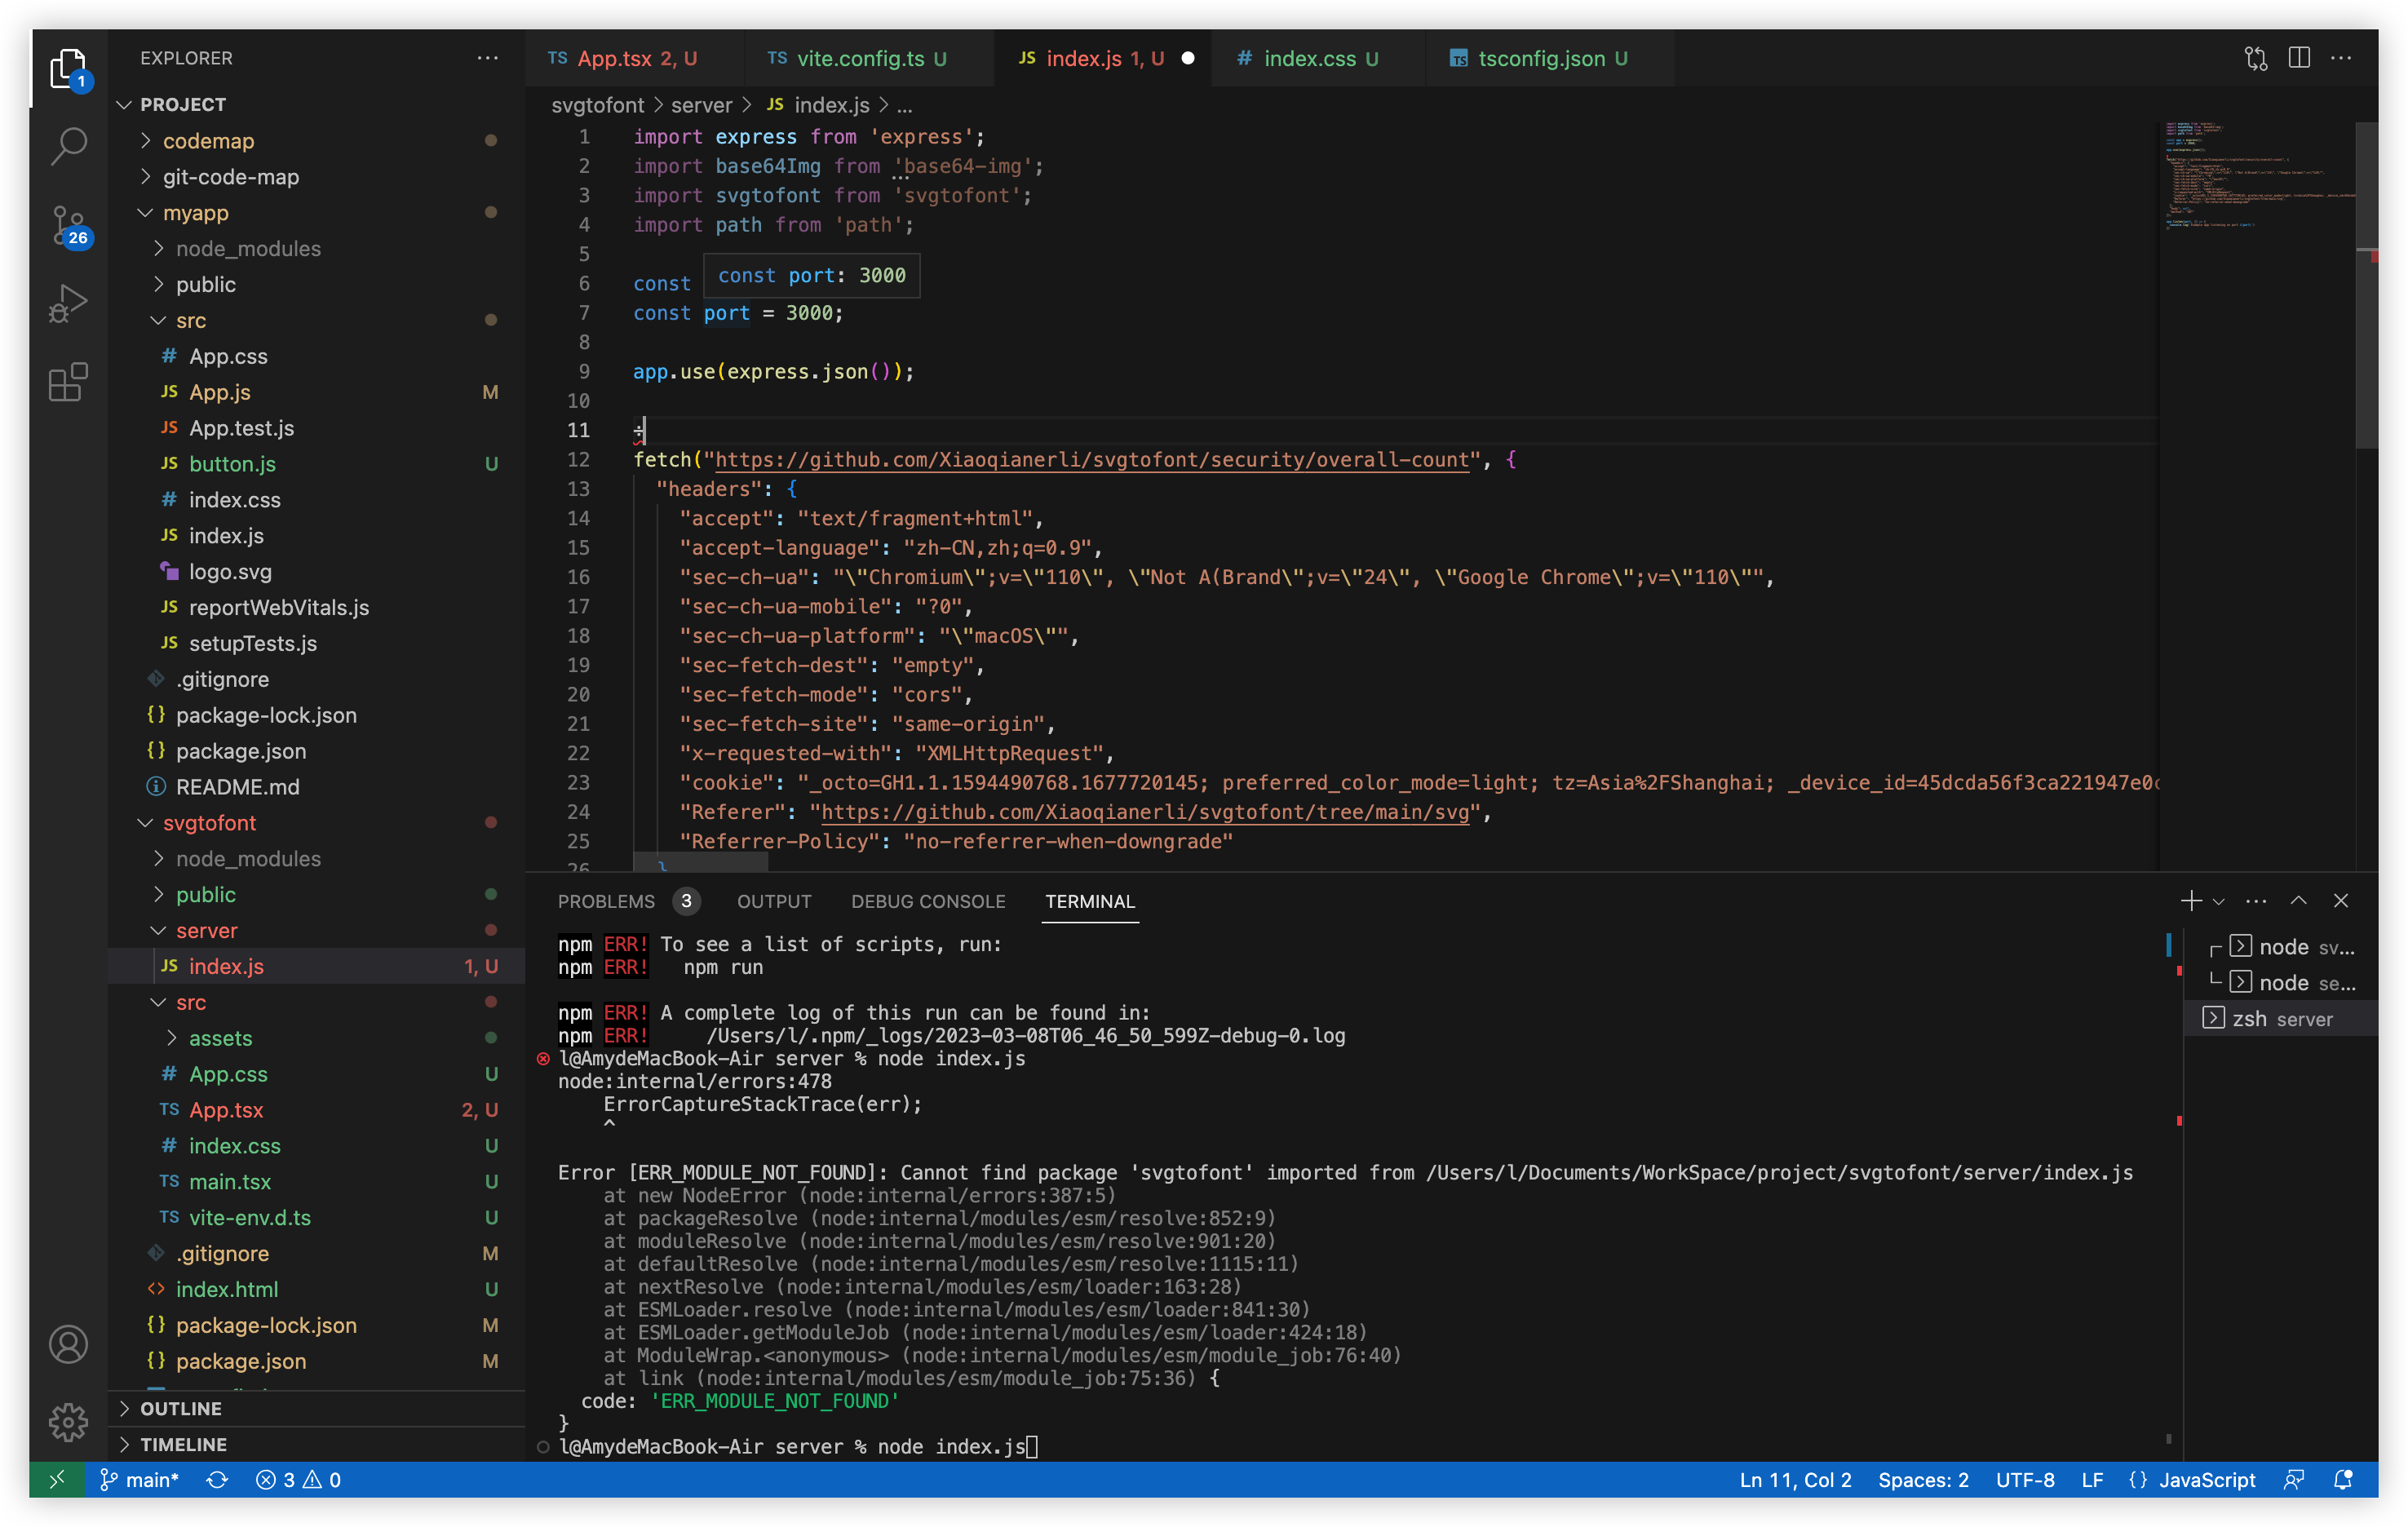 EXPLORER
PROJECT
codemap
git-code-map
myapp
node_modules
public
src
App.css
App.js M
App.test.js
button.js U
index.css
index.js
logo.svg
reportWebVitals.js
setupTests.js
.gitignore
package-lock.json
package.json
README.md
svgtofont
node_modules
public
server
index.js 1, U
src
assets
App.css U
App.tsx 2, U
index.css U
main.tsx U
vite-env.d.ts U
.gitignore M
index.html U
package-lock.json M
package.json M
OUTLINE
TIMELINE
1
26
App.tsx 2, U
vite.config.ts U
index.js 1, U
index.css U
tsconfig.json U
svgtofont > server > JS index.js > ...
1 import express from 'express';
2 import base64Img from 'base64-img';
3 import svgtofont from 'svgtofont';
4 import path from 'path';
5
6 const
const port: 3000
7 const port = 3000;
8
9 app.use(express.json());
10
11 ÷
12 fetch("https://github.com/Xiaoqianerli/svgtofont/security/overall-count", {
13 "headers": {
14 "accept": "text/fragment+html",
15 "accept-language": "zh-CN,zh;q=0.9",
16 "sec-ch-ua": "\"Chromium\";v=\"110\", \"Not A(Brand\";v=\"24\", \"Google Chrome\";v=\"110\"",
17 "sec-ch-ua-mobile": "?0",
18 "sec-ch-ua-platform": "\"macOS\"",
19 "sec-fetch-dest": "empty",
20 "sec-fetch-mode": "cors",
21 "sec-fetch-site": "same-origin",
22 "x-requested-with": "XMLHttpRequest",
23 "cookie": "_octo=GH1.1.1594490768.1677720145; preferred_color_mode=light; tz=Asia%2FShanghai; _device_id=45dcda56f3ca221947e0c
24 "Referer": "https://github.com/Xiaoqianerli/svgtofont/tree/main/svg",
25 "Referrer-Policy": "no-referrer-when-downgrade"
26 }
PROBLEMS 3 OUTPUT DEBUG CONSOLE TERMINAL
npm ERR! To see a list of scripts, run:
npm ERR! npm run
npm ERR! A complete log of this run can be found in:
npm ERR! /Users/l/.npm/_logs/2023-03-08T06_46_50_599Z-debug-0.log
l@AmydeMacBook-Air server % node index.js
node:internal/errors:478
ErrorCaptureStackTrace(err);
^
Error [ERR_MODULE_NOT_FOUND]: Cannot find package 'svgtofont' imported from /Users/l/Documents/WorkSpace/project/svgtofont/server/index.js
at new NodeError (node:internal/errors:387:5)
at packageResolve (node:internal/modules/esm/resolve:852:9)
at moduleResolve (node:internal/modules/esm/resolve:901:20)
at defaultResolve (node:internal/modules/esm/resolve:1115:11)
at nextResolve (node:internal/modules/esm/loader:163:28)
at ESMLoader.resolve (node:internal/modules/esm/loader:841:30)
at ESMLoader.getModuleJob (node:internal/modules/esm/loader:424:18)
at ModuleWrap.<anonymous> (node:internal/modules/esm/module_job:76:40)
at link (node:internal/modules/esm/module_job:75:36) {
code: 'ERR_MODULE_NOT_FOUND'
}
l@AmydeMacBook-Air server % node index.js
node sv...
node se...
zsh server
main* 3 0
Ln 11, Col 2 Spaces: 2 UTF-8 LF {} JavaScript